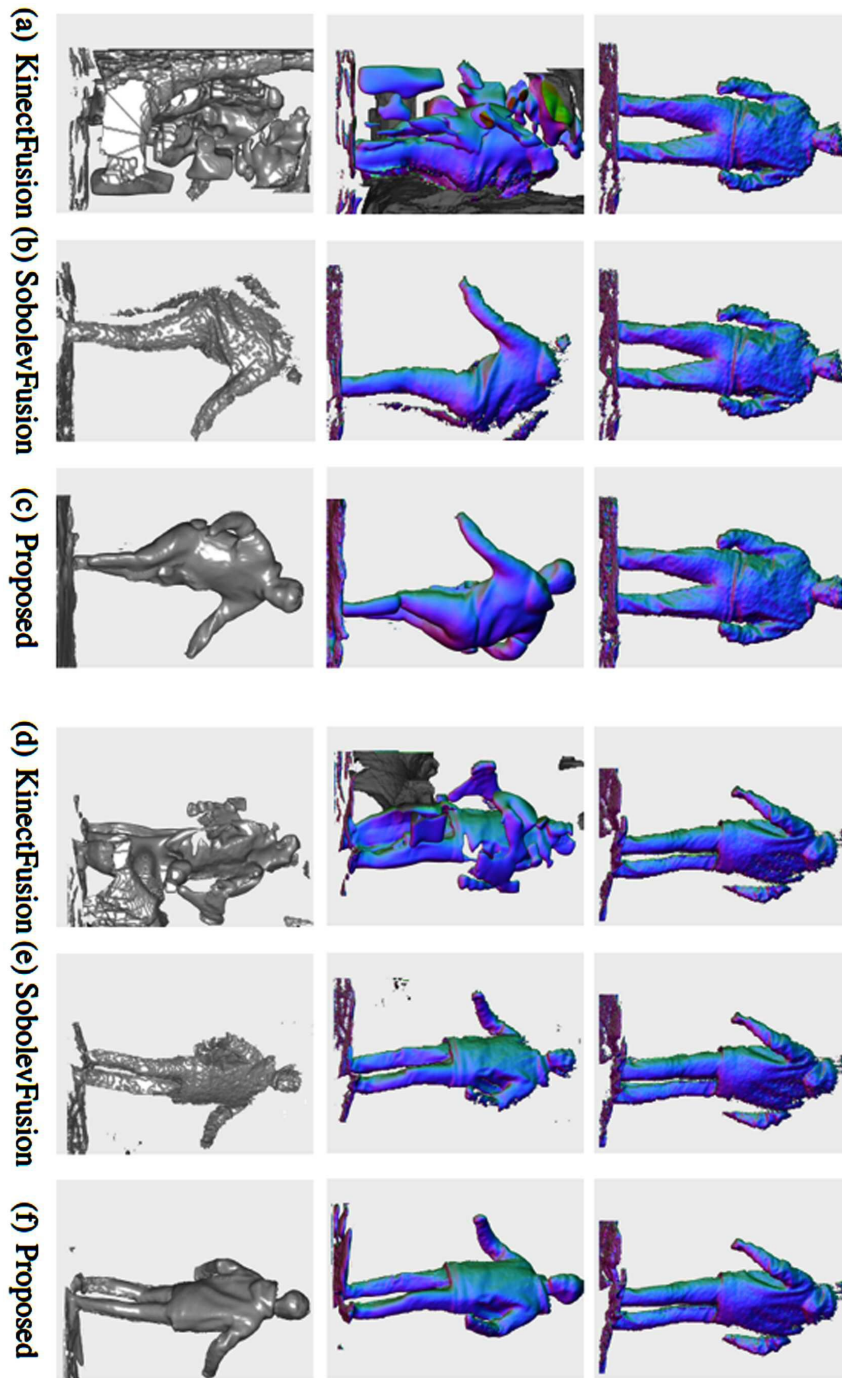 (a) KinectFusion
(b) SobolevFusion
(c) Proposed
(d) KinectFusion
(e) SobolevFusion
(f) Proposed